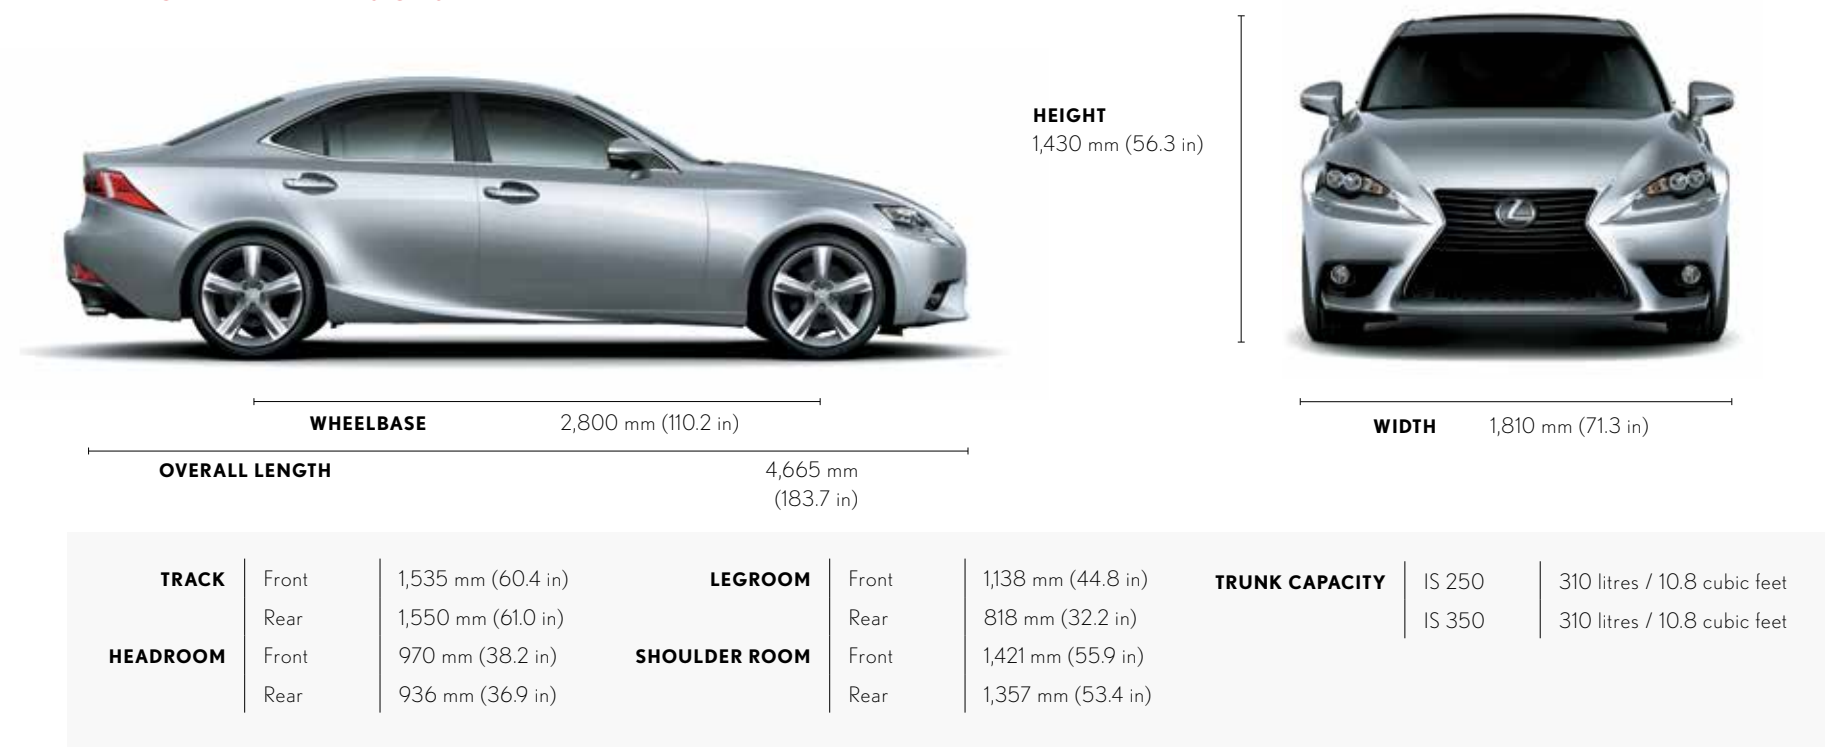 HEIGHT
1,430 mm (56.3 in)
WHEELBASE 2,800 mm (110.2 in)
WIDTH 1,810 mm (71.3 in)
OVERALL LENGTH 4,665 mm
(183.7 in)
TRACK Front 1,535 mm (60.4 in)
Rear 1,550 mm (61.0 in)
HEADROOM Front 970 mm (38.2 in)
Rear 936 mm (36.9 in)
LEGROOM Front 1,138 mm (44.8 in)
Rear 818 mm (32.2 in)
SHOULDER ROOM Front 1,421 mm (55.9 in)
Rear 1,357 mm (53.4 in)
TRUNK CAPACITY IS 250 310 litres / 10.8 cubic feet
IS 350 310 litres / 10.8 cubic feet